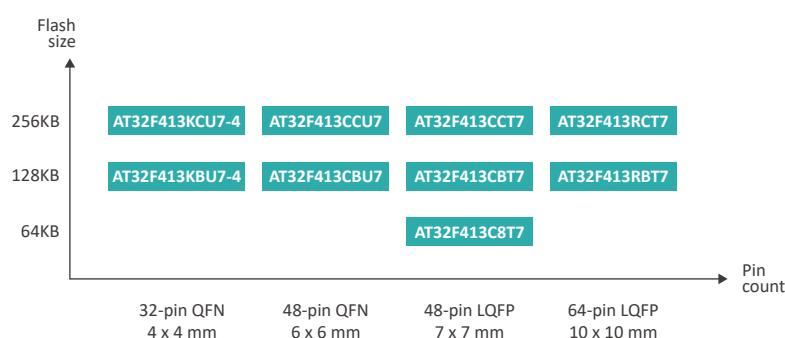 Flash
size
256KB
AT32F413KCU7-4
AT32F413CCU7
AT32F413CCT7
AT32F413RCT7
128KB
AT32F413KBU7-4
AT32F413CBU7
AT32F413CBT7
AT32F413RBT7
64KB
AT32F413C8T7
Pin
count
32-pin QFN
4 x 4 mm
48-pin QFN
6 x 6 mm
48-pin LQFP
7 x 7 mm
64-pin LQFP
10 x 10 mm